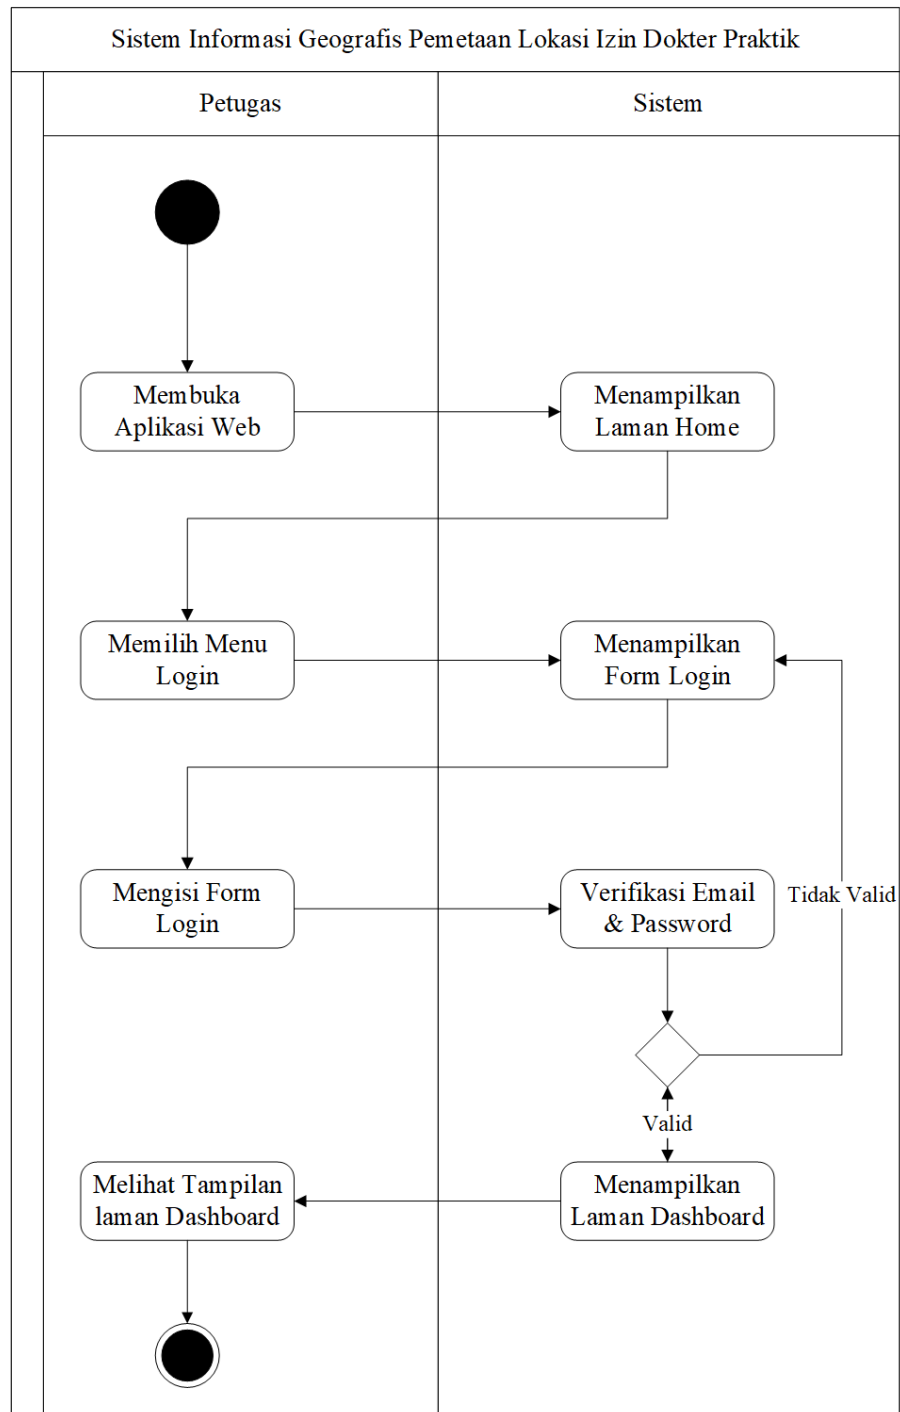 Sistem Informasi Geografis Pemetaan Lokasi Izin Dokter Praktik
Petugas
Sistem
Membuka
Aplikasi Web
Menampilkan
Laman Home
Memilih Menu
Login
Menampilkan
Form Login
Mengisi Form
Login
Verifikasi Email
& Password
Tidak Valid
Valid
Melihat Tampilan
laman Dashboard
Menampilkan
Laman Dashboard